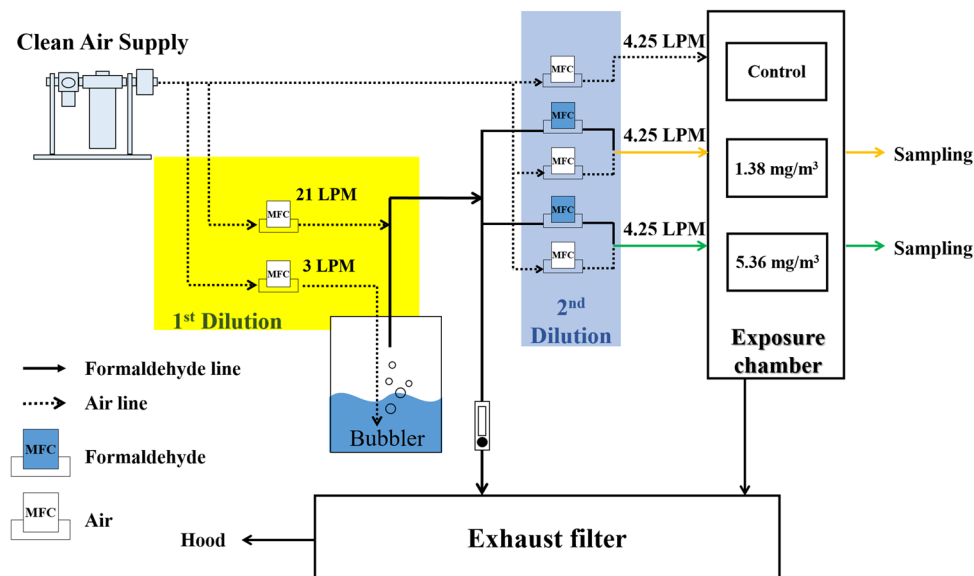 Clean Air Supply
MFC
4.25 LPM
Control
MFC
4.25 LPM
MFC
1.38 mg/m³
Sampling
21 LPM
MFC
MFC
4.25 LPM
3 LPM
MFC
MFC
5.36 mg/m³
Sampling
1st Dilution
2nd
Dilution
Exposure
chamber
Formaldehyde line
Air line
Bubbler
MFC
Formaldehyde
MFC
Air
Hood
Exhaust filter